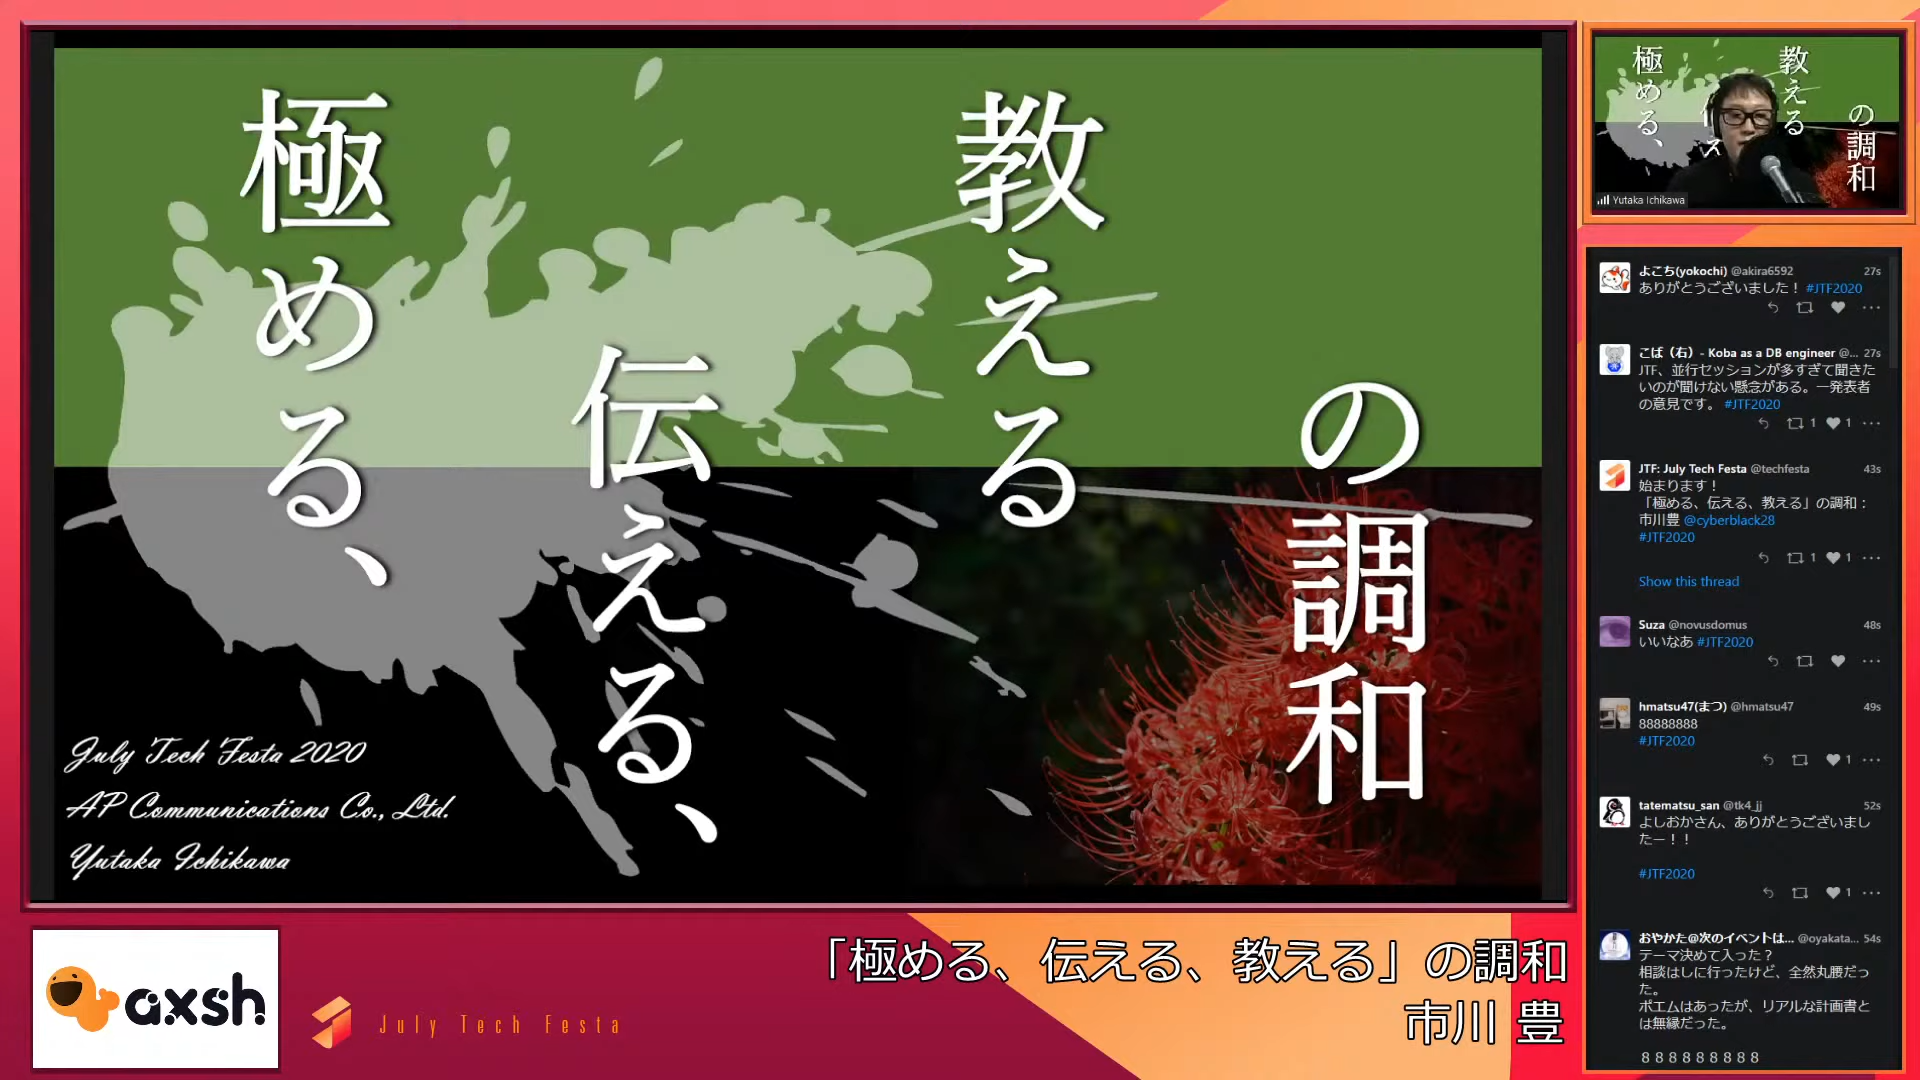 極める、
伝える、
教える
の調和
July Tech Festa 2020
AP Communications Co., Ltd.
Yutaka Ichikawa
極める、
教える
の調和
Yutaka Ichikawa
よこち(yokochi) @akira6592 27s
ありがとうございました！ #JTF2020
こば（右）- Koba as a DB engineer @... 27s
JTF、並行セッションが多すぎて聞きた
いのが聞けない懸念がある。一発表者
の意見です。 #JTF2020
1 1
JTF: July Tech Festa @techfesta 43s
始まります！
「極める、伝える、教える」の調和：
市川豊 @cyberblack28
#JTF2020
1 1
Show this thread
Suza @novusdomus 48s
いいなあ #JTF2020
hmatsu47(まつ) @hmatsu47 49s
88888888
#JTF2020
1
tatematsu_san @tk4_jj 52s
よしおかさん、ありがとうございまし
たー！！
#JTF2020
1
おやかた@次のイベントは... @oyakata... 54s
テーマ決めて入った？
相談はしに行ったけど、全然丸腰だっ
た。
ポエムはあったが、リアルな計画書と
は無縁だった。
８８８８８８８８８
axsh
July Tech Festa
「極める、伝える、教える」の調和
市川 豊